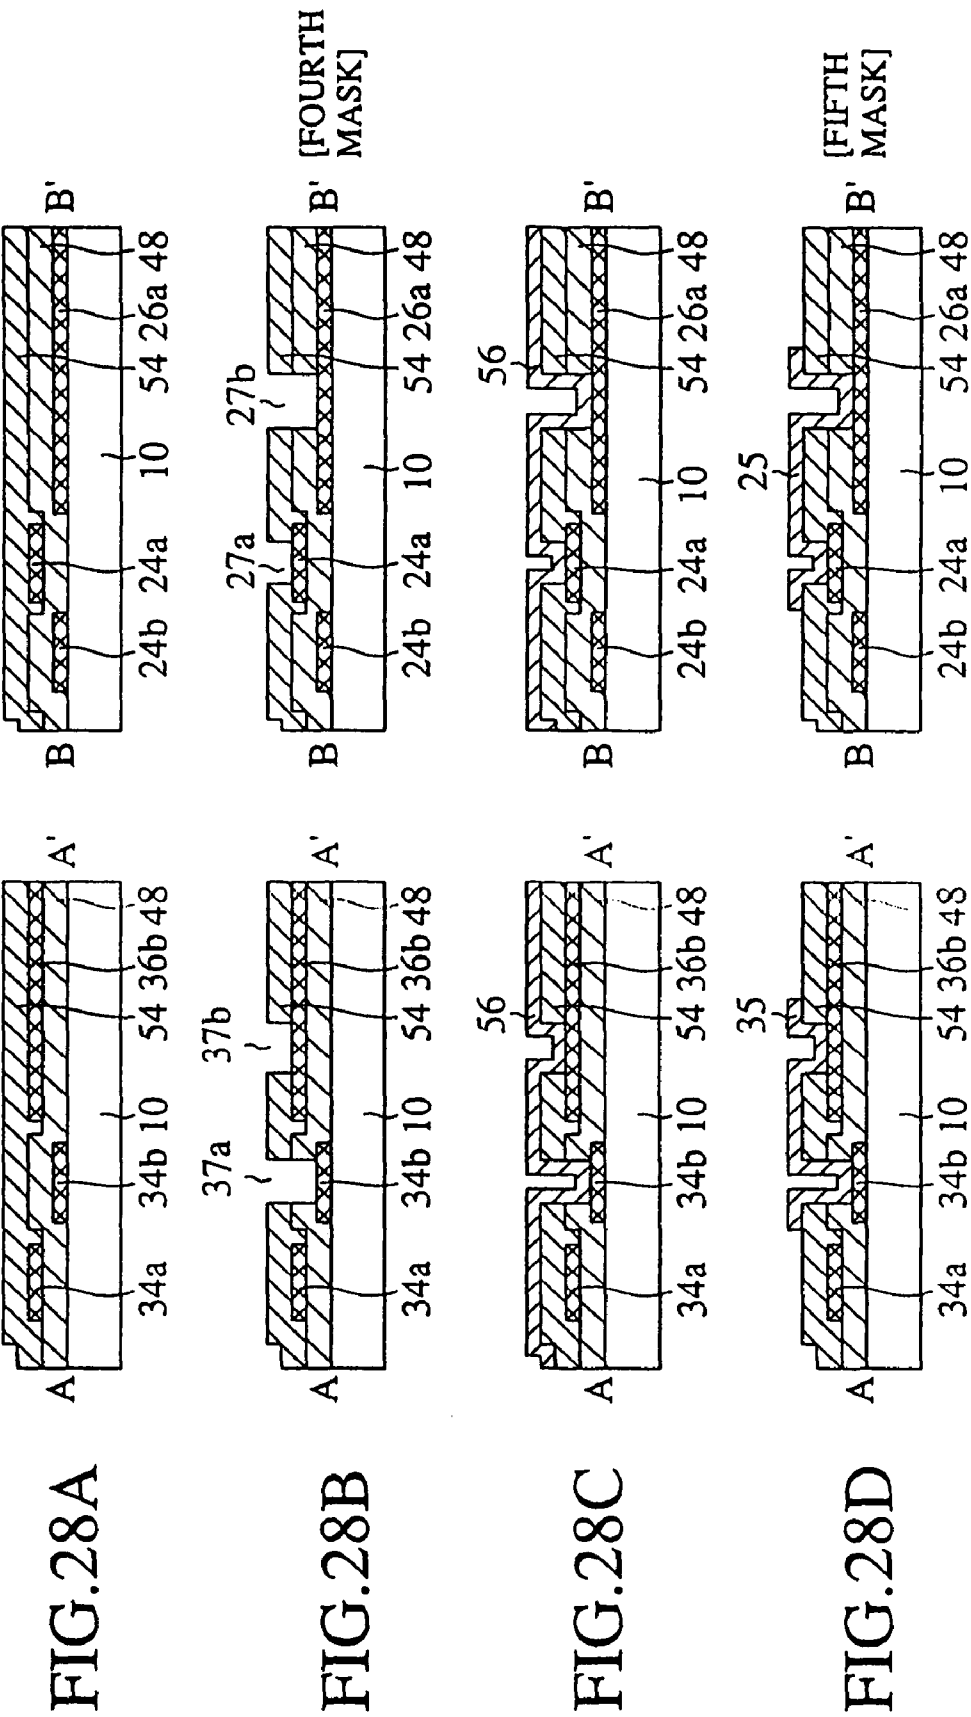 FIG.28A
A
A'
34a
34b
10
54
36b
48
B
B'
24b
24a
10
54
26a
48
FIG.28B
37a
37b
A
A'
34a
34b
10
54
36b
48
27a
27b
B
B'
[FOURTH
MASK]
24b
24a
10
54
26a
48
FIG.28C
56
A
A'
34a
34b
10
54
36b
48
56
B
B'
24b
24a
10
54
26a
48
FIG.28D
35
A
A'
34a
34b
10
54
36b
48
25
B
B'
[FIFTH
MASK]
24b
24a
10
54
26a
48